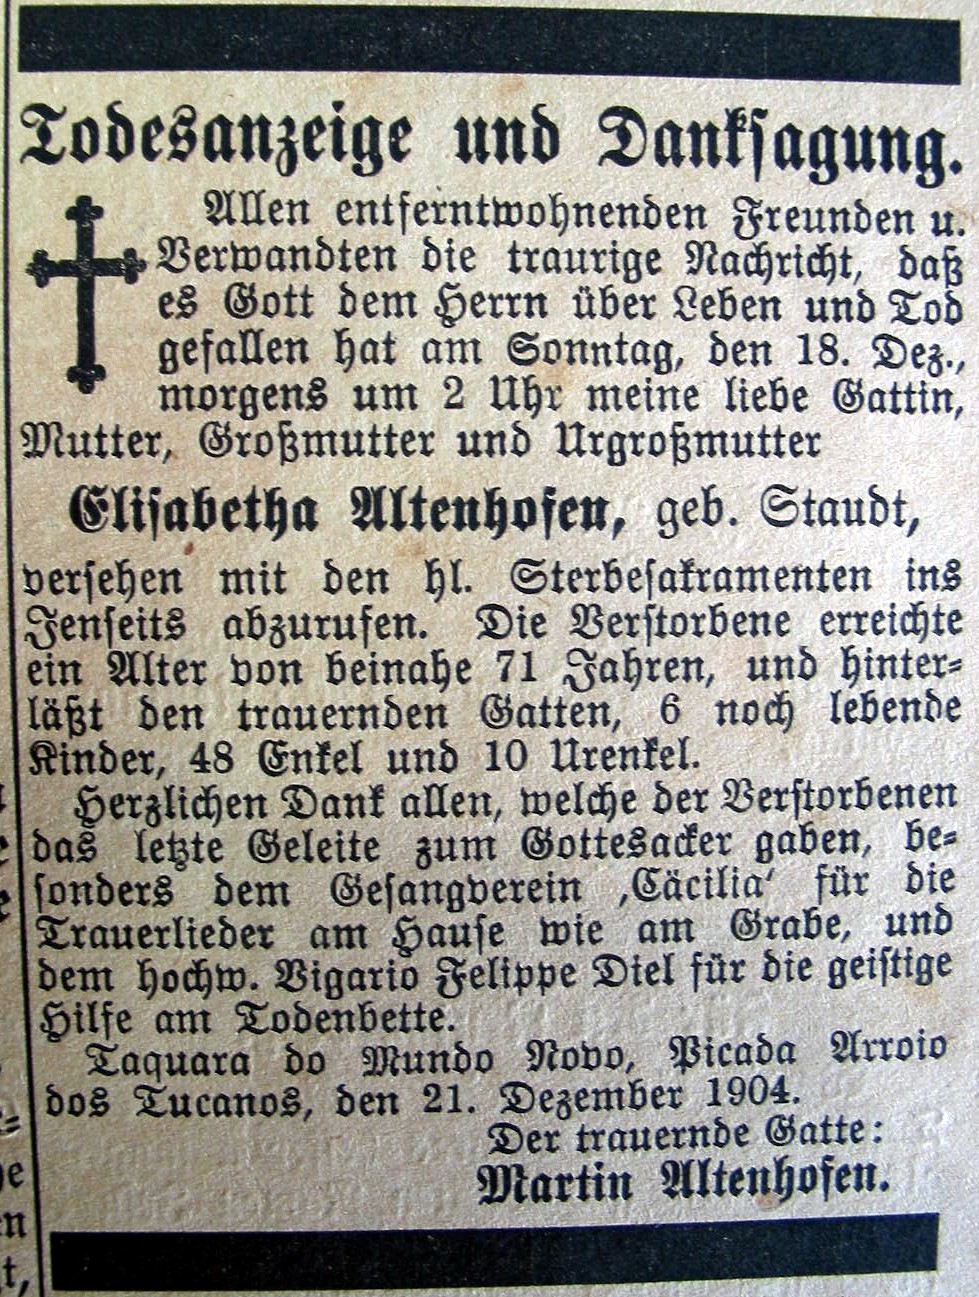 Todesanzeige und Danksagung.
Allen entferntwohnenden Freunden u.
Verwandten die traurige Nachricht, daß
es Gott dem Herrn über Leben und Tod
gefallen hat am Sonntag, den 18. Dez.,
morgens um 2 Uhr meine liebe Gattin,
Mutter, Großmutter und Urgroßmutter
Elisabetha Altenhofen, geb. Staudt,
versehen mit den hl. Sterbesakramenten ins
Jenseits abzurufen. Die Verstorbene erreichte
ein Alter von beinahe 71 Jahren, und hinter-
läßt den trauernden Gatten, 6 noch lebende
Kinder, 48 Enkel und 10 Urenkel.
Herzlichen Dank allen, welche der Verstorbenen
das letzte Geleite zum Gottesacker gaben, be-
sonders dem Gesangverein ‚Cäcilia‘ für die
Trauerlieder am Hause wie am Grabe, und
dem hochw. Vigario Felippe Diel für die geistige
Hilfe am Todenbette.
Taquara do Mundo Novo, Picada Arroio
dos Tucanos, den 21. Dezember 1904.
Der trauernde Gatte:
Martin Altenhofen.